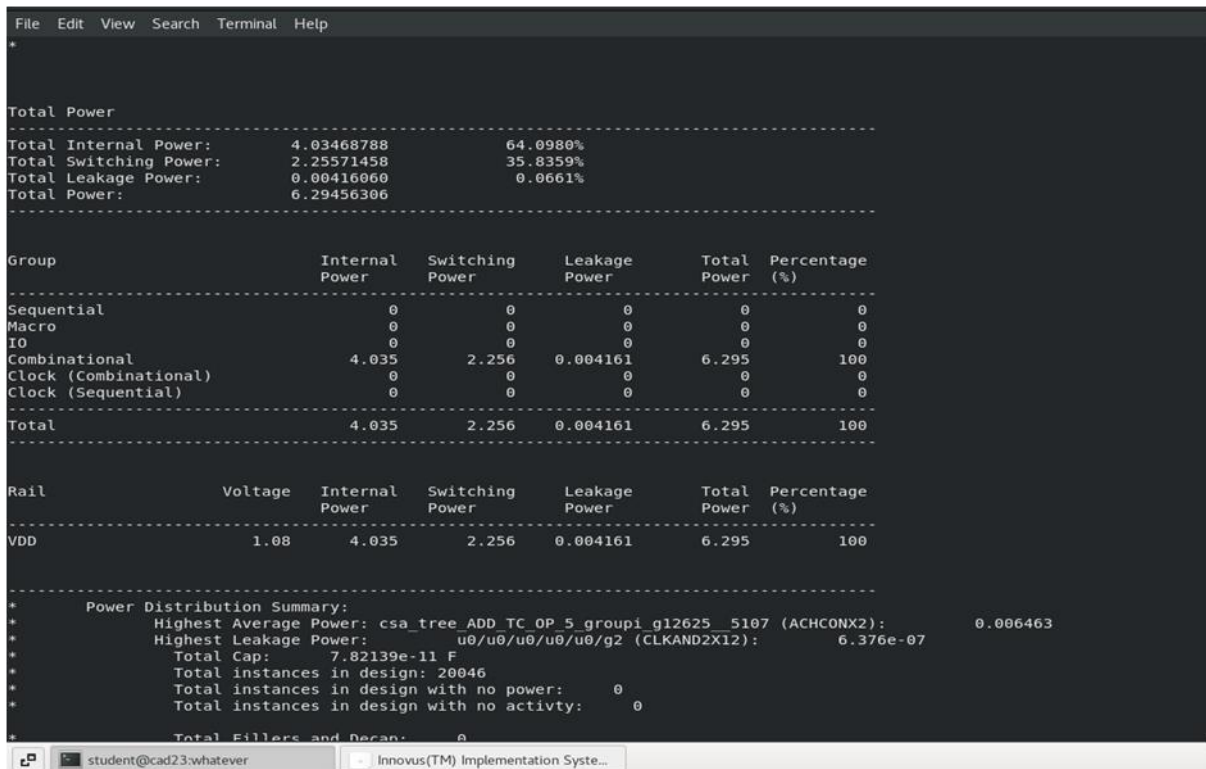 File Edit View Search Terminal Help
*
Total Power
Total Internal Power: 4.03468788 64.0980%
Total Switching Power: 2.25571458 35.8359%
Total Leakage Power: 0.00416060 0.0661%
Total Power: 6.29456306
Group Internal Switching Leakage Total Percentage
Power Power Power Power (%)
Sequential 0 0 0 0 0
Macro 0 0 0 0 0
IO 0 0 0 0 0
Combinational 4.035 2.256 0.004161 6.295 100
Clock (Combinational) 0 0 0 0 0
Clock (Sequential) 0 0 0 0 0
Total 4.035 2.256 0.004161 6.295 100
Rail Voltage Internal Switching Leakage Total Percentage
Power Power Power Power (%)
VDD 1.08 4.035 2.256 0.004161 6.295 100
* Power Distribution Summary:
* Highest Average Power: csa_tree_ADD_TC_OP_5_groupi_g12625__5107 (ACHCONX2): 0.006463
* Highest Leakage Power: u0/u0/u0/u0/u0/g2 (CLKAND2X12): 6.376e-07
* Total Cap: 7.82139e-11 F
* Total instances in design: 20046
* Total instances in design with no power: 0
* Total instances in design with no activty: 0
* Total Fillers and Decap: 0
student@cad23:whatever Innovus(TM) Implementation Syste...